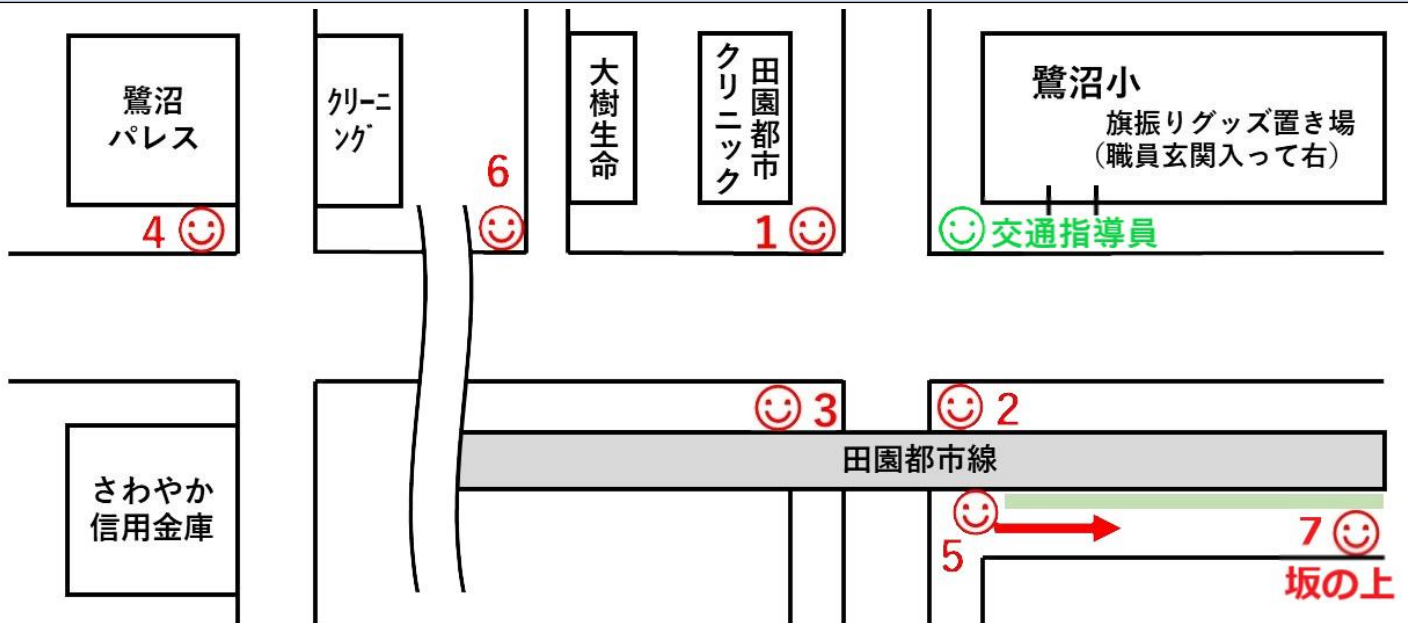 鷺沼
パレス
クリーニ
ング
大樹生命
田園都市
クリニック
鷺沼小
旗振りグッズ置き場
（職員玄関入って右）
6
4
1
交通指導員
3
2
田園都市線
さわやか
信用金庫
5
7
坂の上